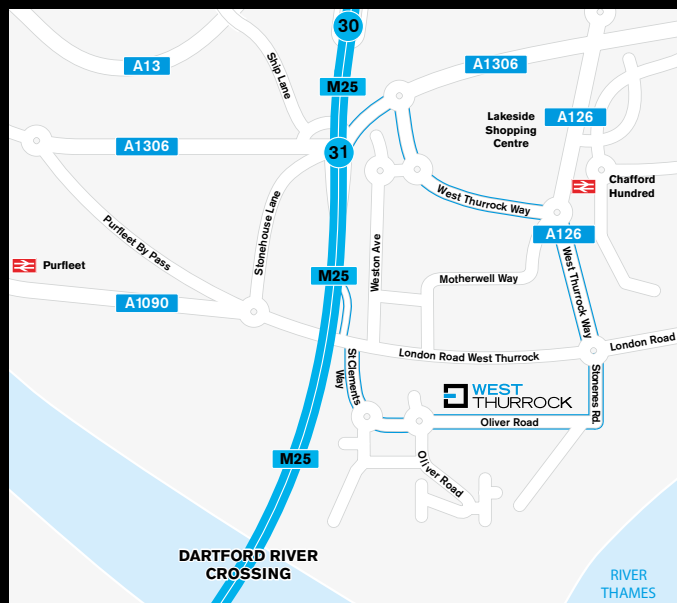 30
A13
Ship Lane
M25
A1306
A126
Lakeside
Shopping
Centre
A1306
31
Chafford
Hundred
West Thurrock Way
A126
Purfleet By Pass
Stonehouse Lane
Weston Ave
West Thurrock Way
Purfleet
M25
Motherwell Way
A1090
London Road
London Road West Thurrock
St Clements
Way
WEST
THURROCK
Stonenes Rd.
Oliver Road
M25
Oliver Road
DARTFORD RIVER
CROSSING
RIVER
THAMES